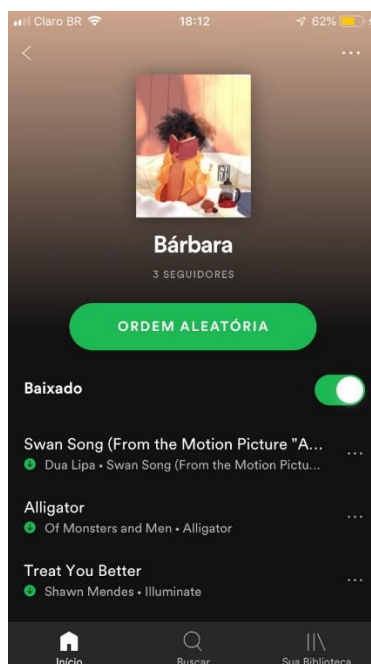 Claro BR 18:12 62%
Bárbara
3 SEGUIDORES
ORDEM ALEATÓRIA
Baixado
Swan Song (From the Motion Picture "A...
Dua Lipa • Swan Song (From the Motion Pictu...
Alligator
Of Monsters and Men • Alligator
Treat You Better
Shawn Mendes • Illuminate
Início Buscar Sua Biblioteca